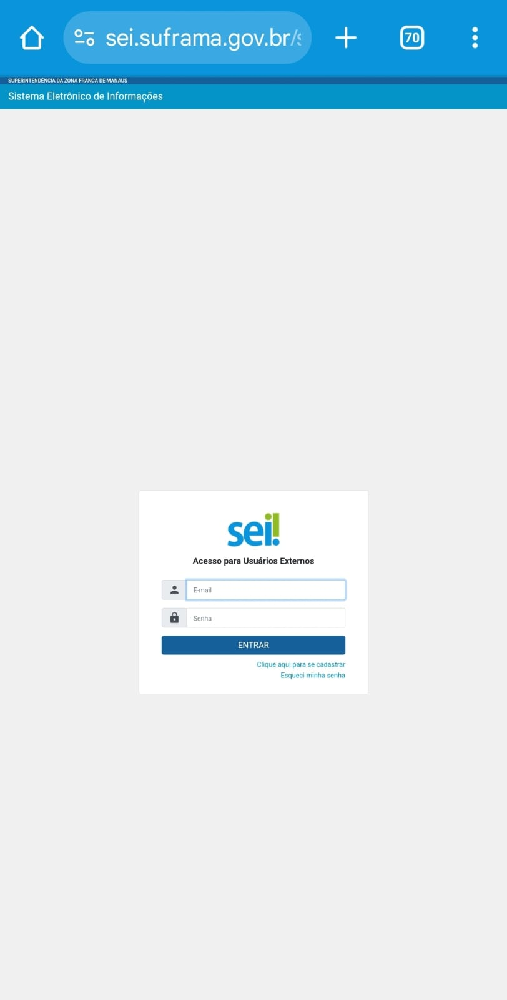 sei.suframa.gov.br/
70
SUPERINTENDÊNCIA DA ZONA FRANCA DE MANAUS
Sistema Eletrônico de Informações
sei!
Acesso para Usuários Externos
E-mail
Senha
ENTRAR
Clique aqui para se cadastrar
Esqueci minha senha